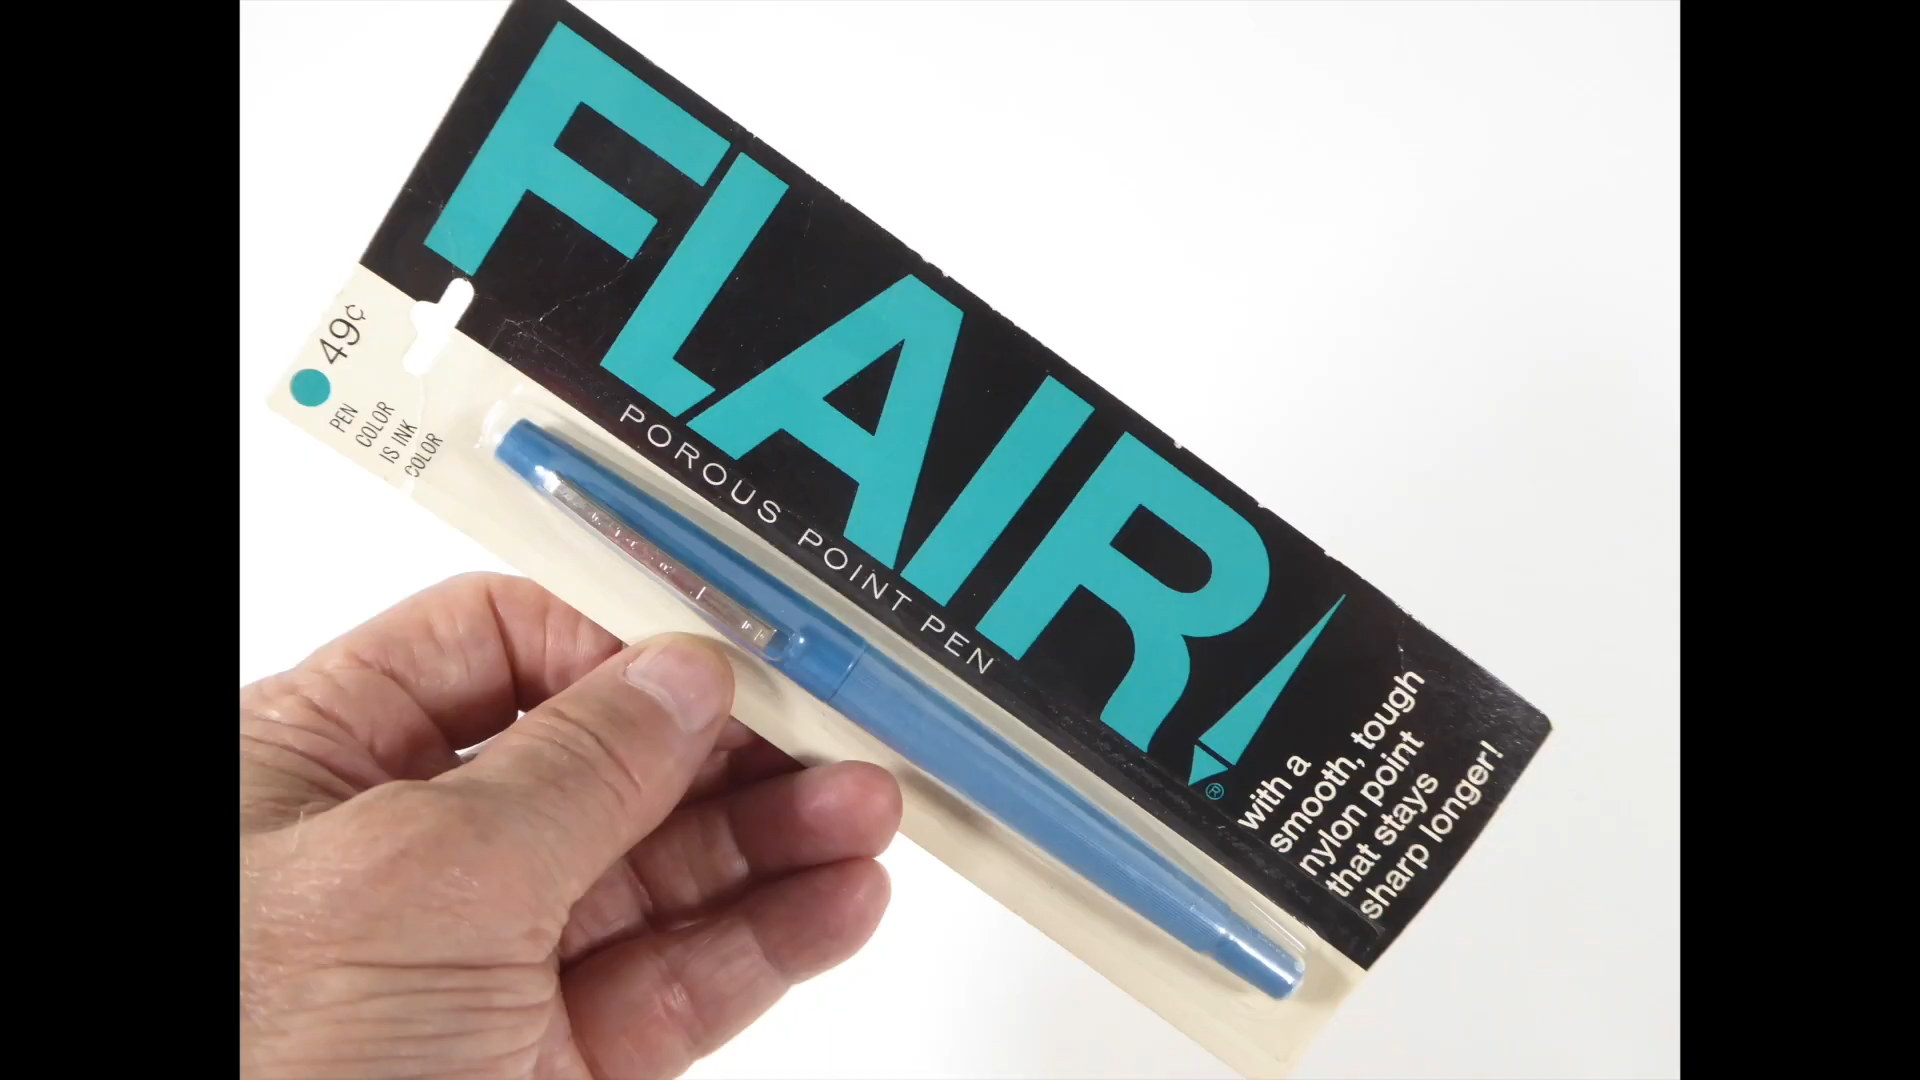 FLAIR®
49¢
PEN
COLOR
IS INK
COLOR
POROUS POINT PEN
with a
smooth, tough
nylon point
that stays
sharp longer!